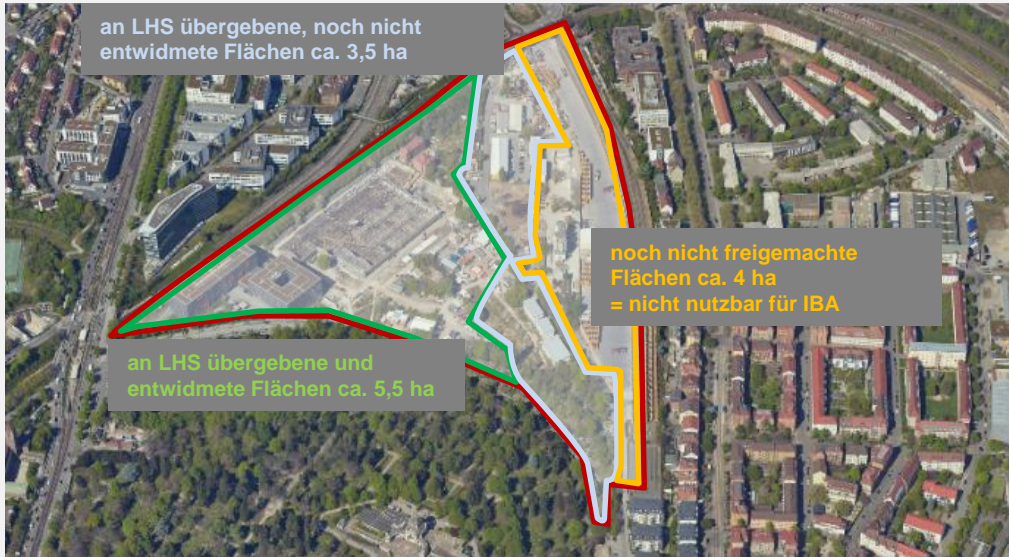 an LHS übergebene, noch nicht
entwidmete Flächen ca. 3,5 ha
noch nicht freigemachte
Flächen ca. 4 ha
= nicht nutzbar für IBA
an LHS übergebene und
entwidmete Flächen ca. 5,5 ha